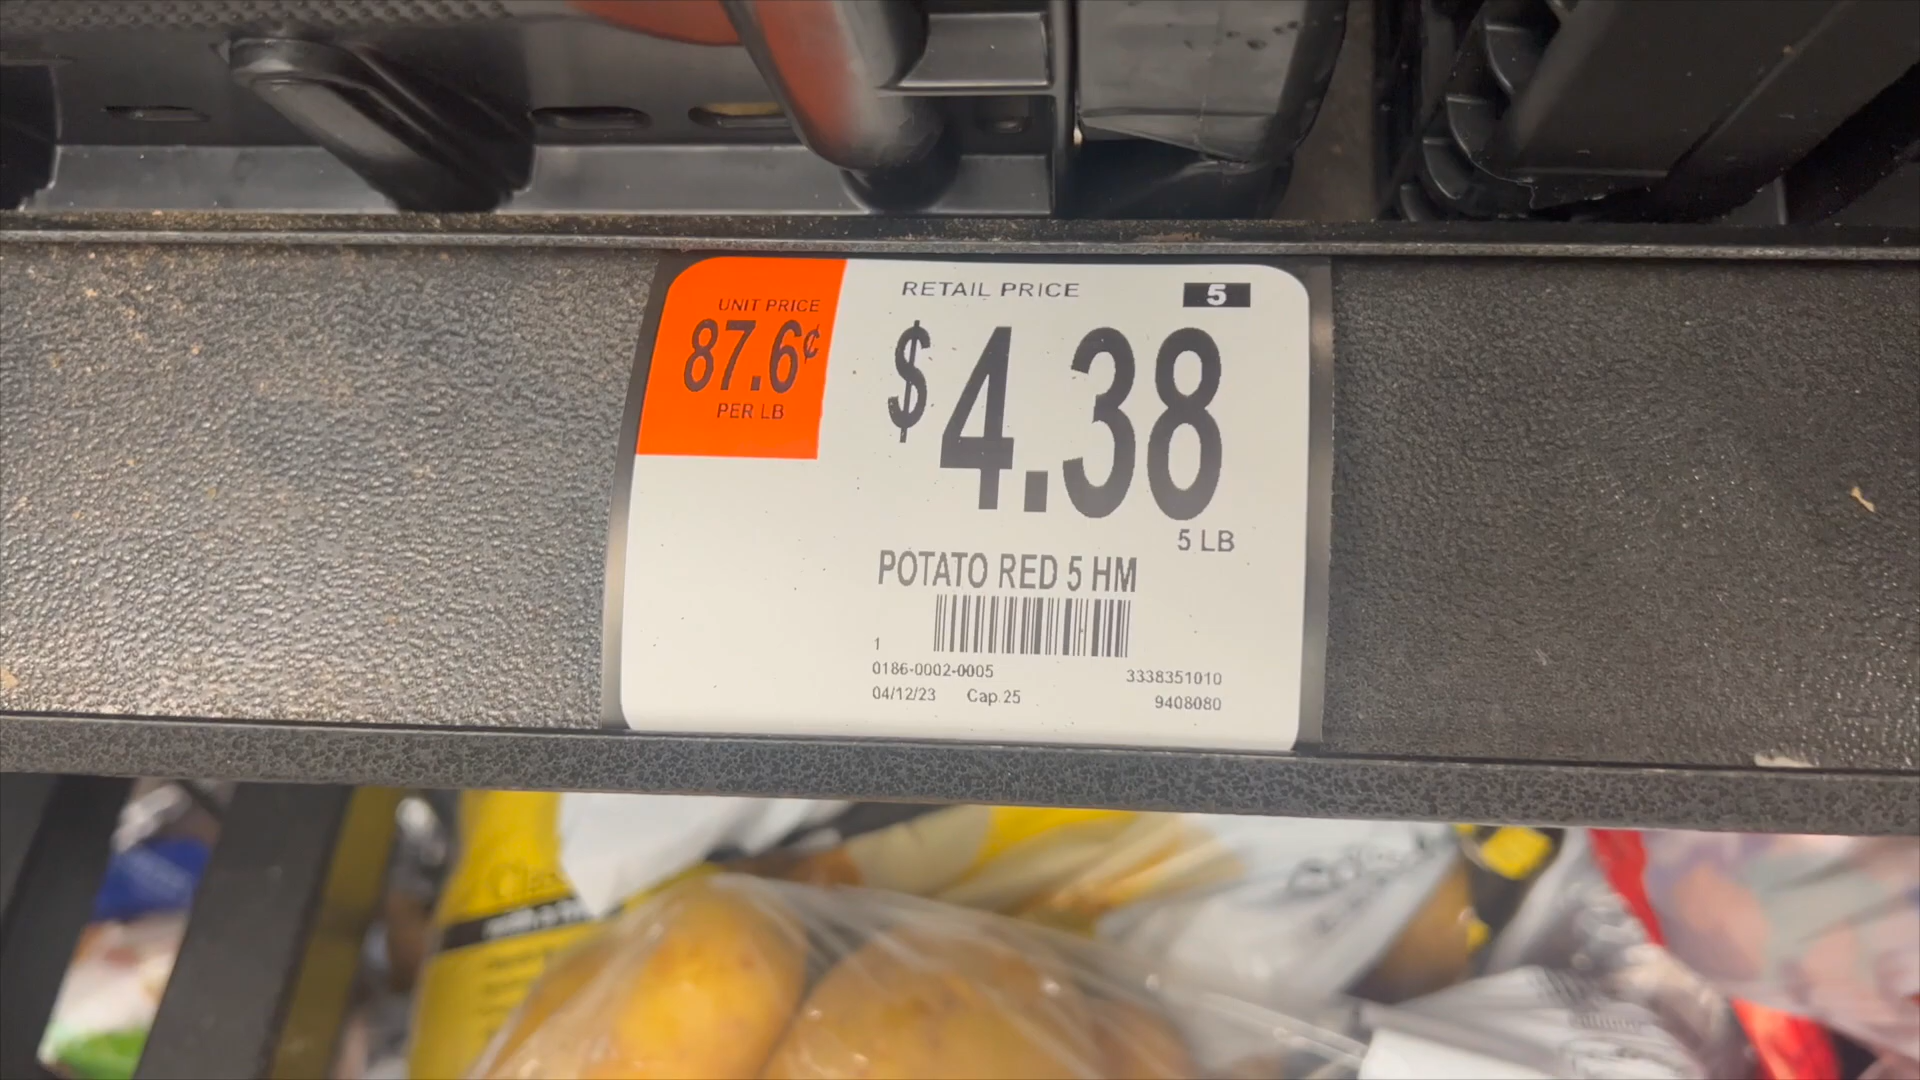 UNIT PRICE
87.6¢
PER LB
RETAIL PRICE
5
$4.38
5 LB
POTATO RED 5 HM
1
0186-0002-0005
3338351010
04/12/23 Cap.25
9408080